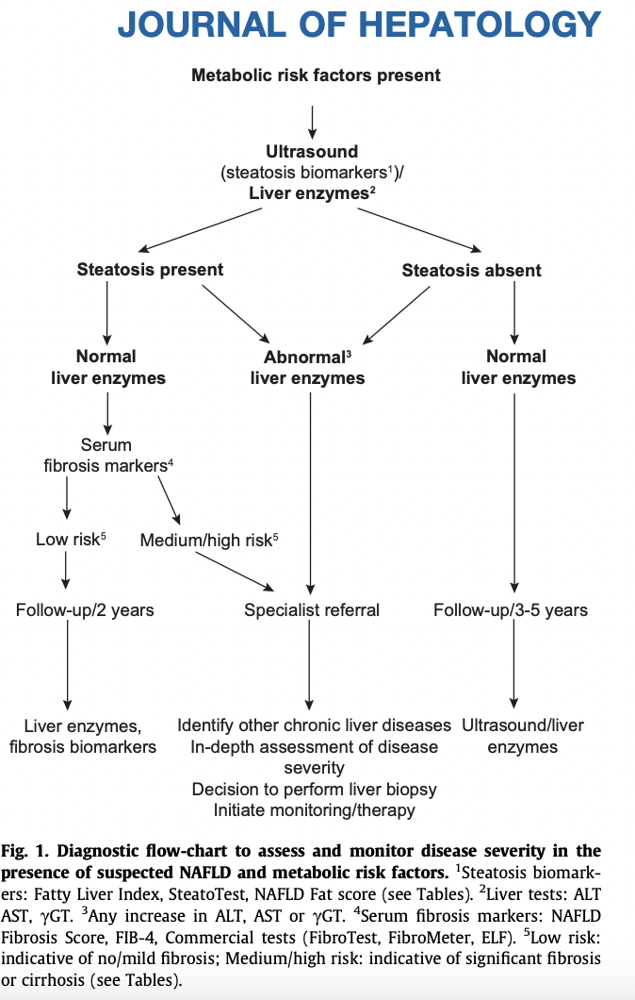 JOURNAL OF HEPATOLOGY
Metabolic risk factors present
Ultrasound
(steatosis biomarkers¹)/
Liver enzymes²
Steatosis present
Steatosis absent
Normal
liver enzymes
Abnormal³
liver enzymes
Normal
liver enzymes
Serum
fibrosis markers⁴
Low risk⁵
Medium/high risk⁵
Follow-up/2 years
Specialist referral
Follow-up/3-5 years
Liver enzymes,
fibrosis biomarkers
Identify other chronic liver diseases
In-depth assessment of disease
severity
Decision to perform liver biopsy
Initiate monitoring/therapy
Ultrasound/liver
enzymes
Fig. 1. Diagnostic flow-chart to assess and monitor disease severity in the
presence of suspected NAFLD and metabolic risk factors. ¹Steatosis biomark-
ers: Fatty Liver Index, SteatoTest, NAFLD Fat score (see Tables). ²Liver tests: ALT
AST, γGT. ³Any increase in ALT, AST or γGT. ⁴Serum fibrosis markers: NAFLD
Fibrosis Score, FIB-4, Commercial tests (FibroTest, FibroMeter, ELF). ⁵Low risk:
indicative of no/mild fibrosis; Medium/high risk: indicative of significant fibrosis
or cirrhosis (see Tables).